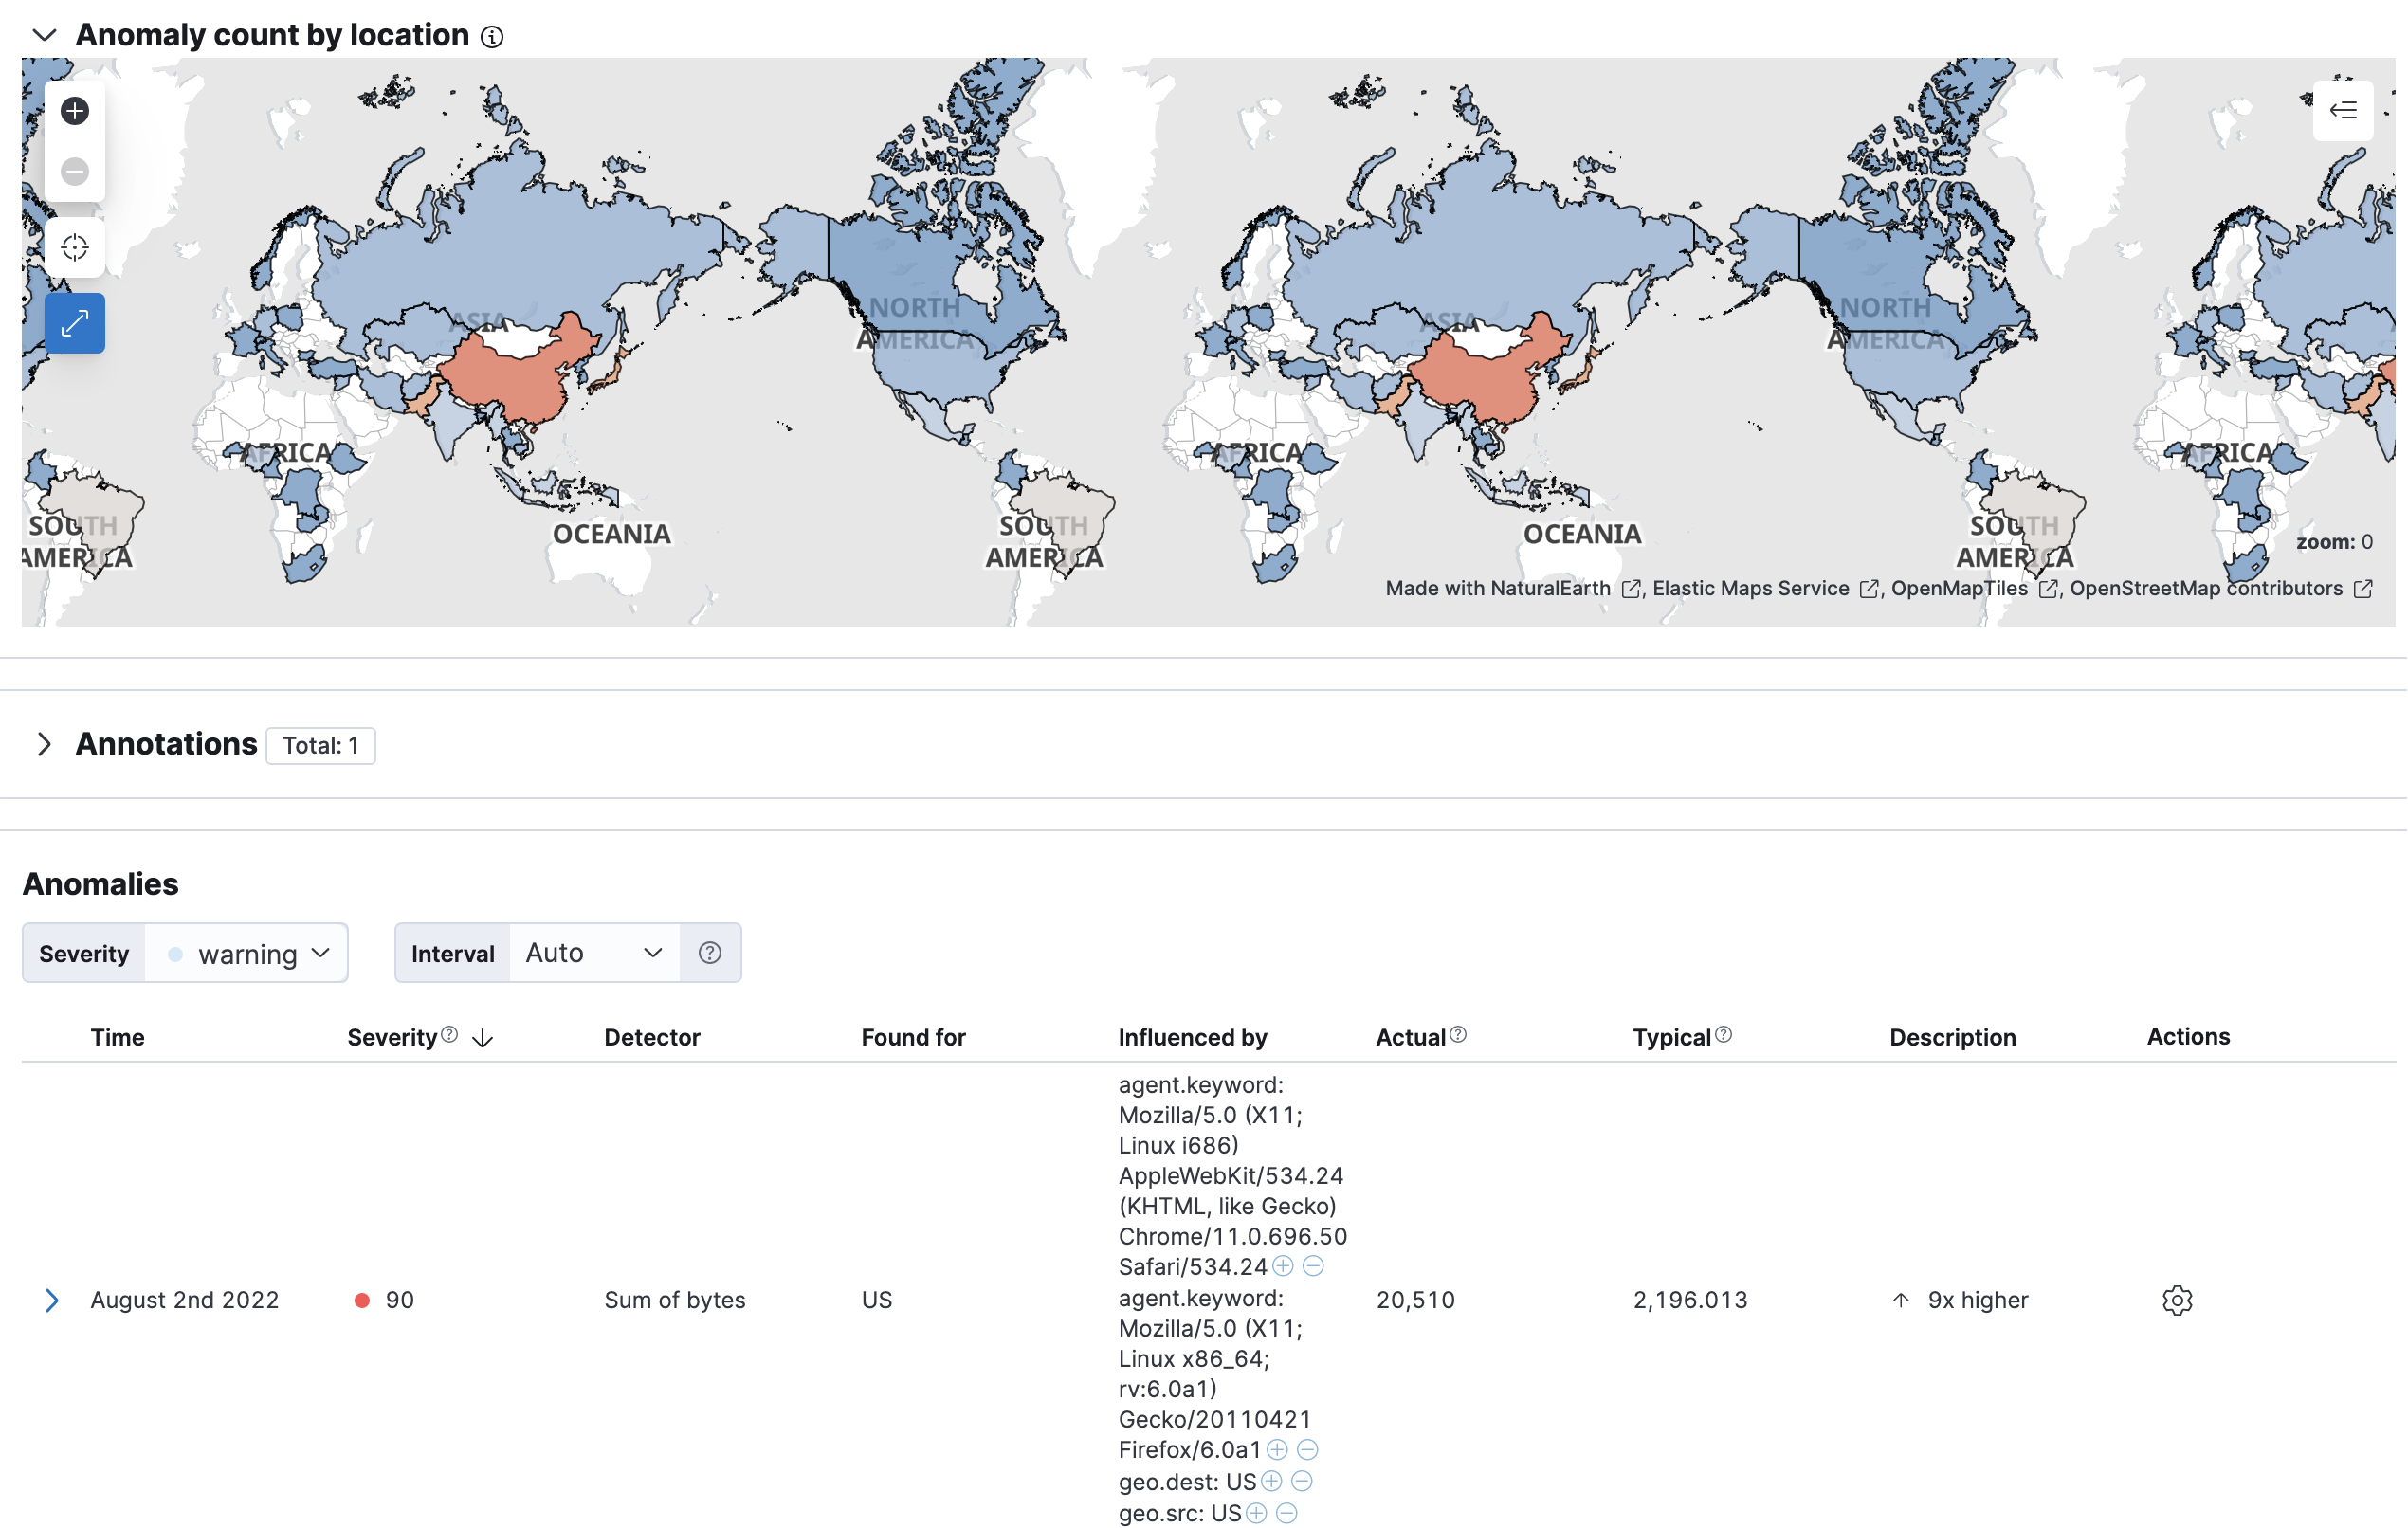 Anomaly count by location
ASIA
NORTH
AMERICA
ASIA
NORTH
AMERICA
AFRICA
AFRICA
AFRICA
SOUTH
AMERICA
OCEANIA
SOUTH
AMERICA
OCEANIA
SOUTH
AMERICA
zoom: 0
Made with NaturalEarth, Elastic Maps Service, OpenMapTiles, OpenStreetMap contributors
Annotations Total: 1
Anomalies
Severity warning Interval Auto
Time Severity Detector Found for Influenced by Actual Typical Description Actions
agent.keyword:
Mozilla/5.0 (X11;
Linux i686)
AppleWebKit/534.24
(KHTML, like Gecko)
Chrome/11.0.696.50
Safari/534.24
August 2nd 2022 90 Sum of bytes US agent.keyword: 20,510 2,196.013 9x higher
Mozilla/5.0 (X11;
Linux x86_64;
rv:6.0a1)
Gecko/20110421
Firefox/6.0a1
geo.dest: US
geo.src: US